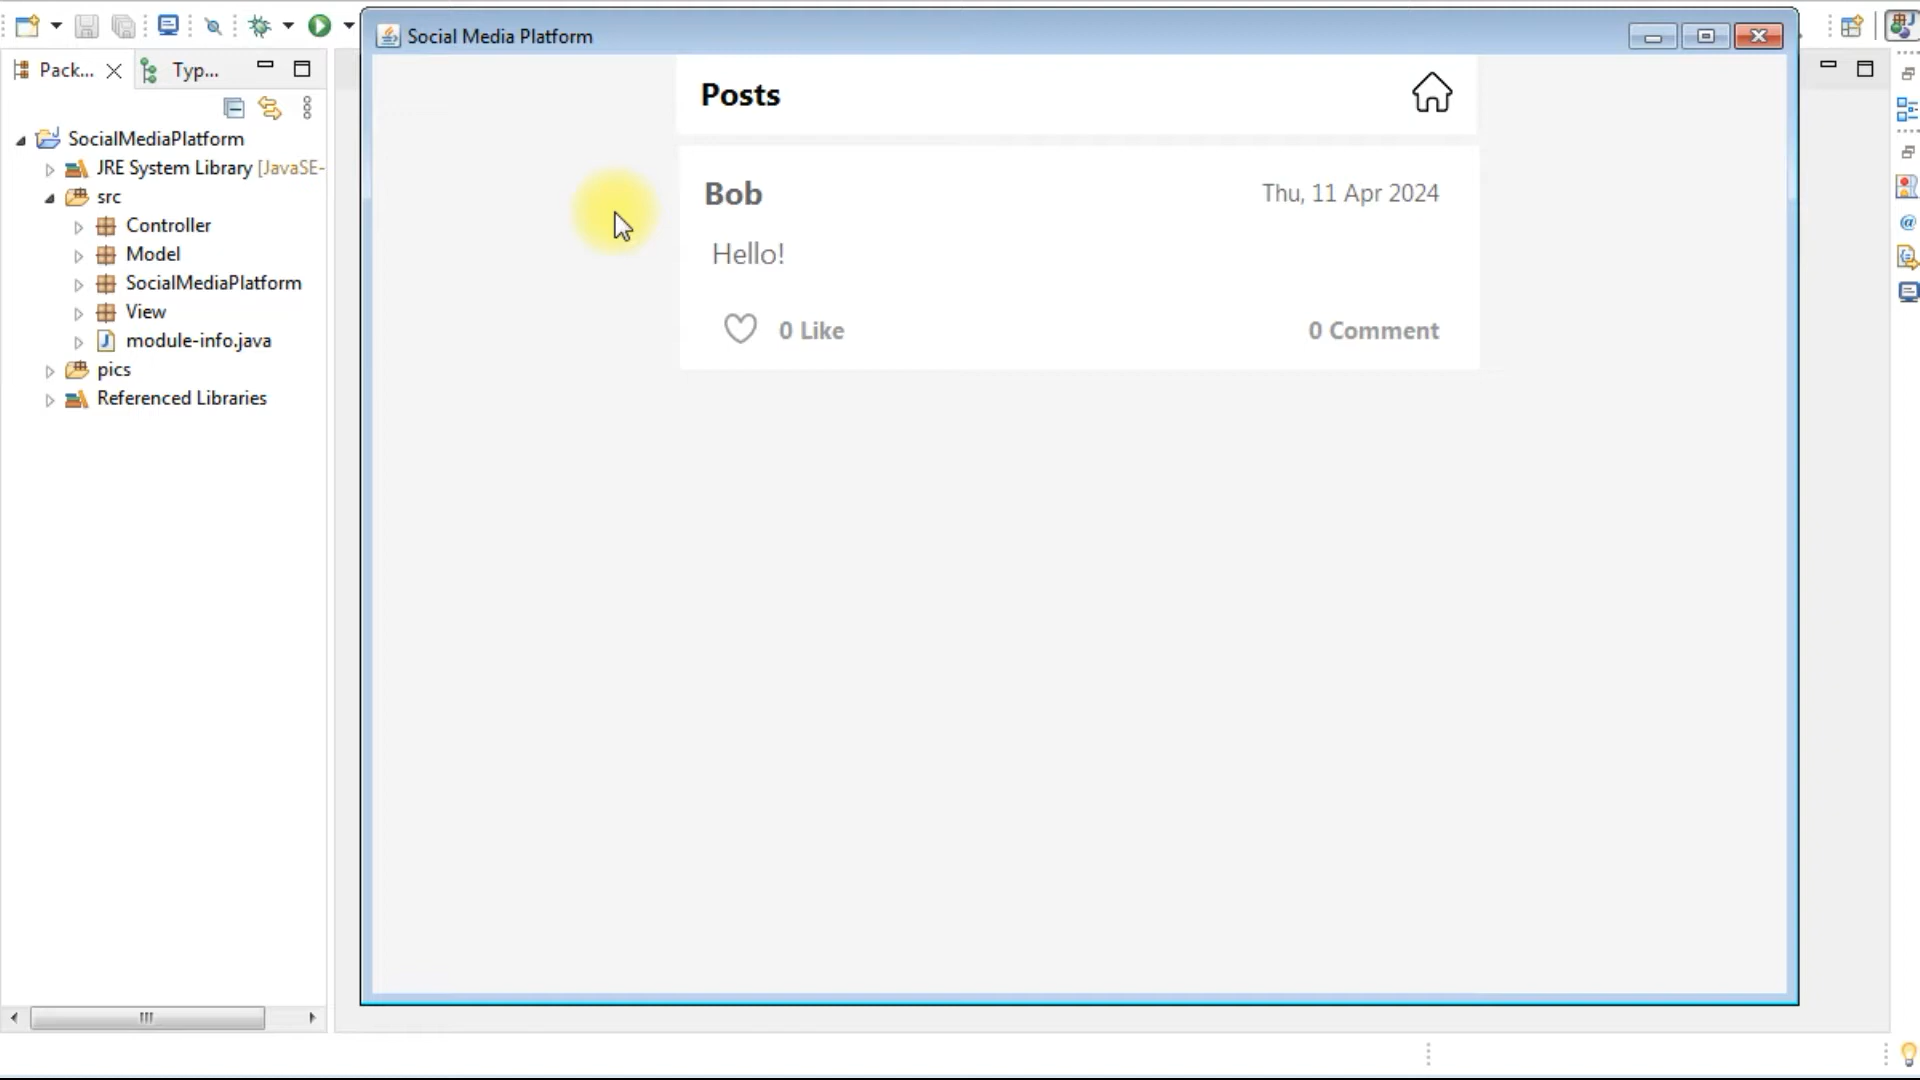 Social Media Platform
Pack...
Typ...
SocialMediaPlatform
JRE System Library [JavaSE-
src
Controller
Model
SocialMediaPlatform
View
module-info.java
pics
Referenced Libraries
Posts
Bob
Thu, 11 Apr 2024
Hello!
0 Like
0 Comment